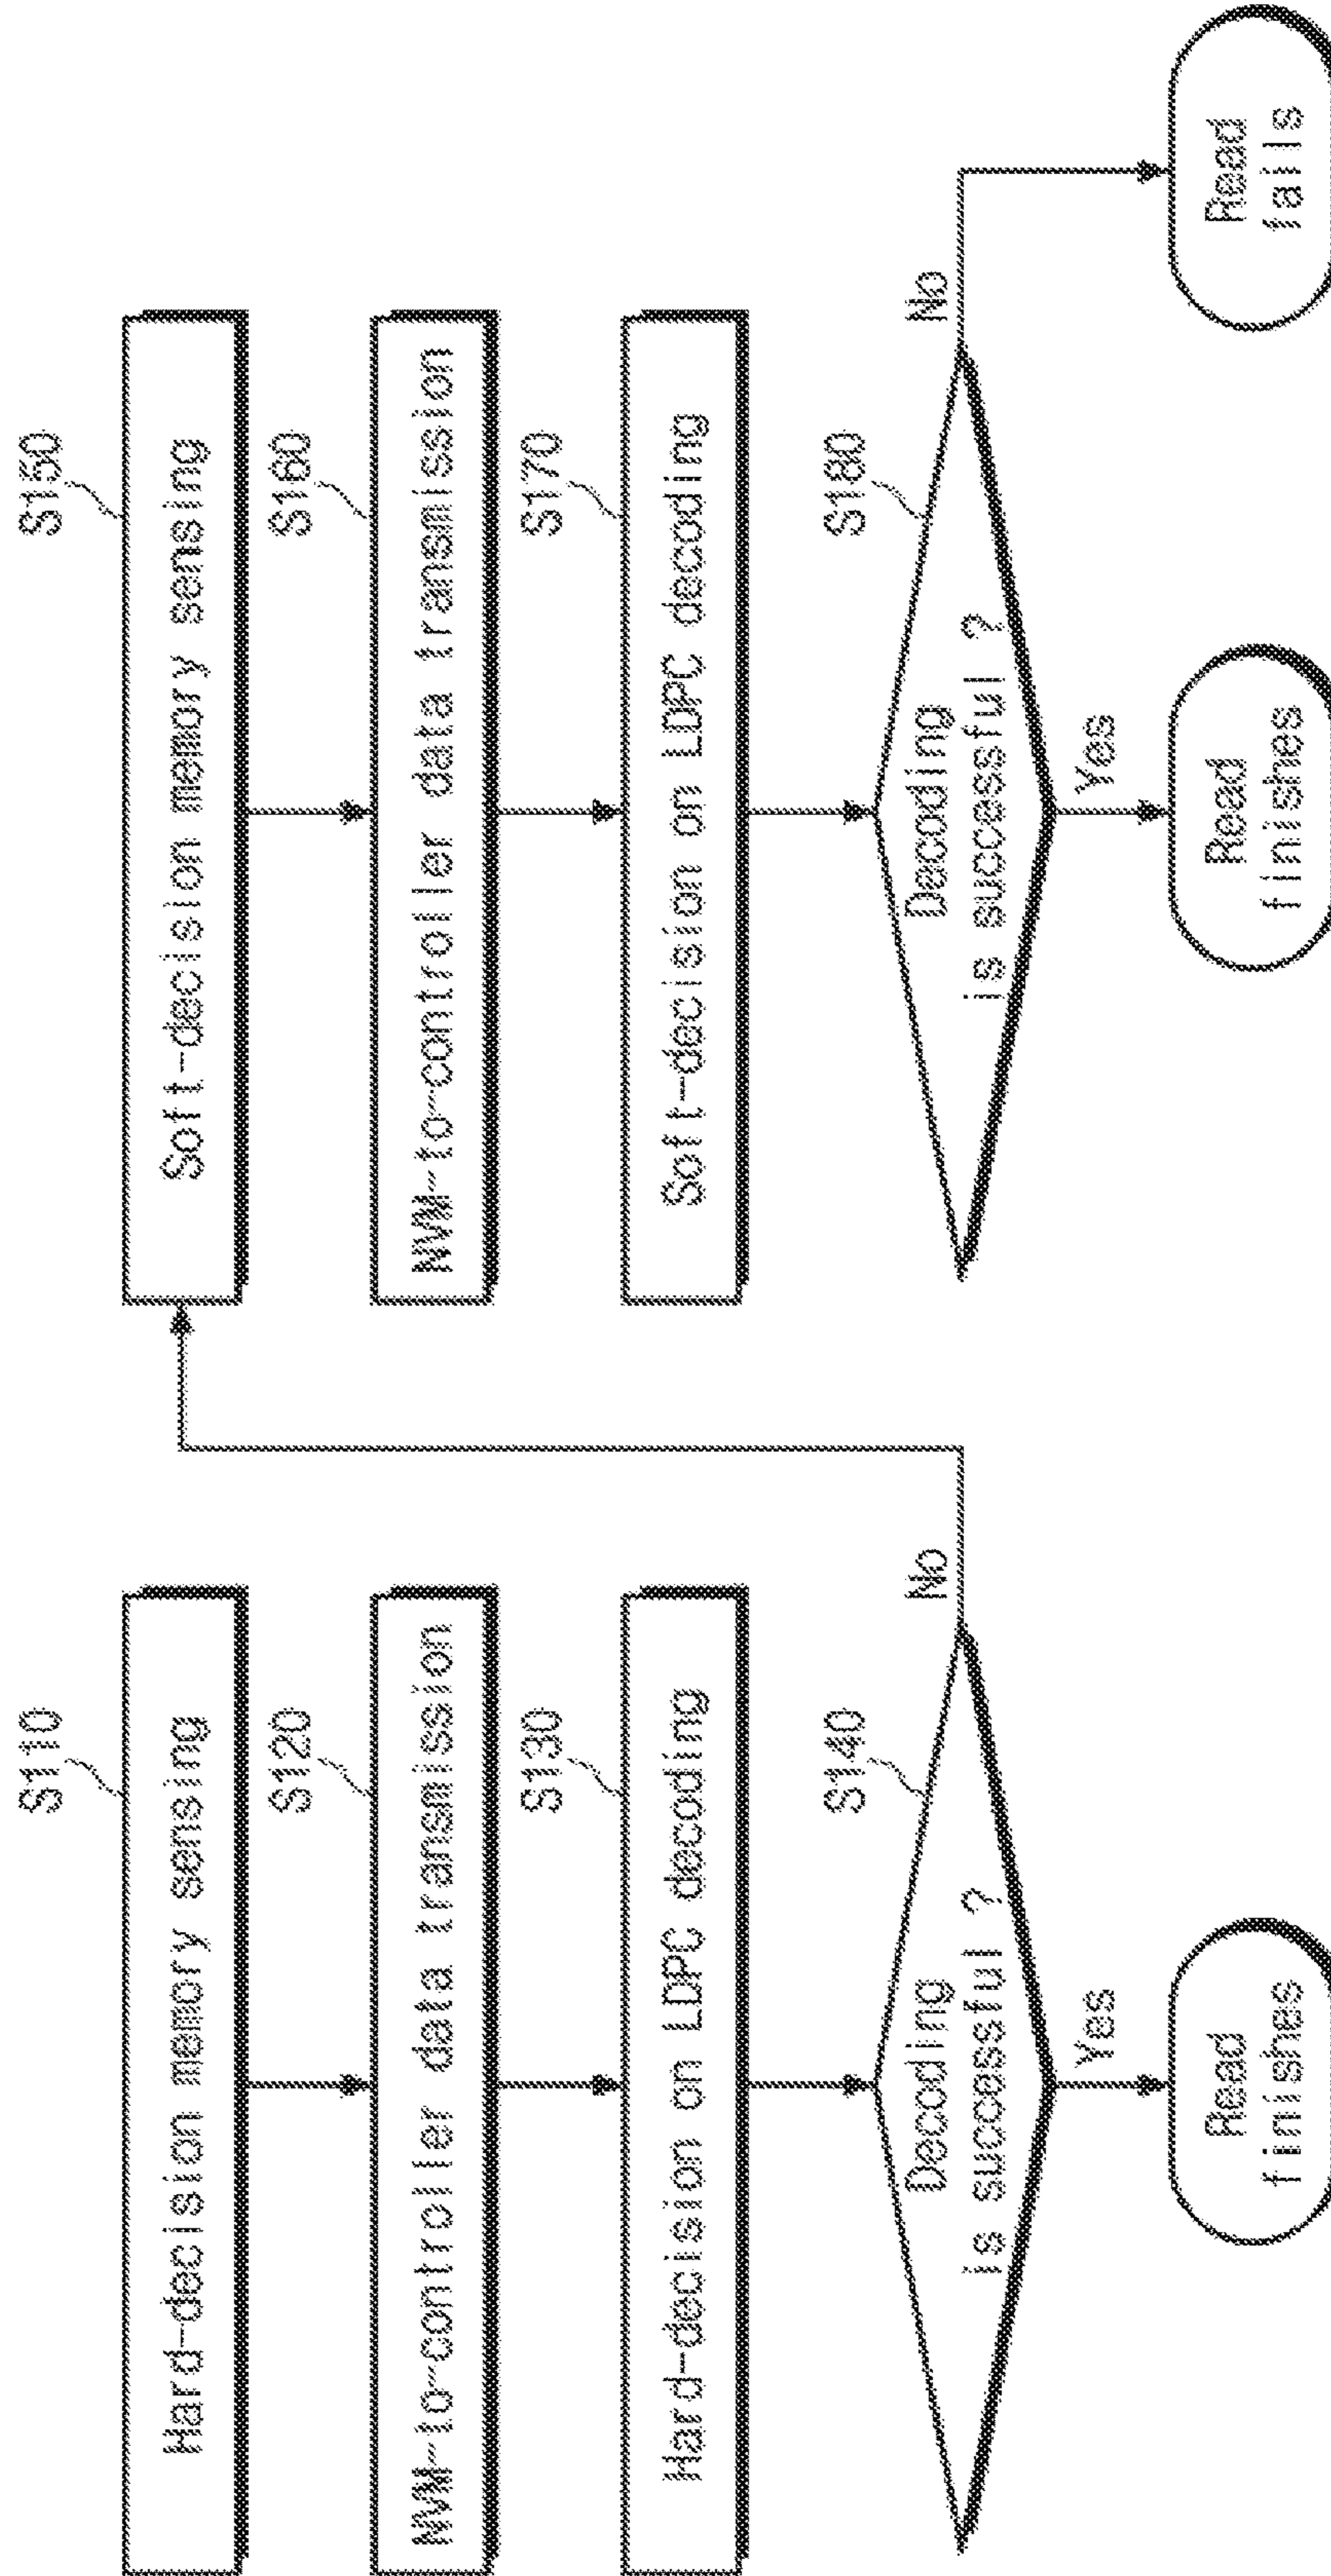 S110
Hard-decision memory sensing
S120
NVM-to-controller data transmission
S130
Hard-decision on LDPC decoding
S140
Decoding
is successful ?
No
Yes
Read
finishes
S150
Soft-decision memory sensing
S160
NVM-to-controller data transmission
S170
Soft-decision on LDPC decoding
S180
Decoding
is successful ?
No
Yes
Read
finishes
Read
fails